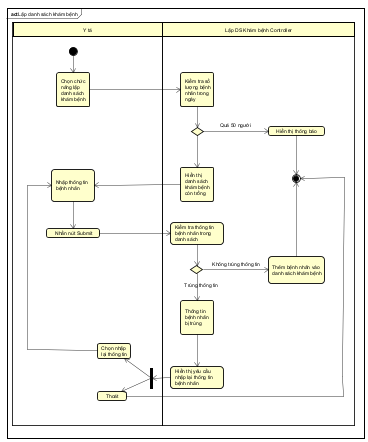 act Lập danh sách khám bệnh
Y tá
Lập DS Khám bệnh Controller
Chọn chức
năng lập
danh sách
khám bệnh
Kiểm tra số
lượng bệnh
nhân trong
ngày
Quá 50 người
Hiển thị thông báo
Hiển thị
danh sách
khám bệnh
còn trống
Nhập thông tin
bệnh nhân
Nhấn nút Submit
Kiểm tra thông tin
bệnh nhân trong
danh sách
Không trùng thông tin
Thêm bệnh nhân vào
danh sách khám bệnh
Trùng thông tin
Thông tin
bệnh nhân
bị trùng
Chọn nhập
lại thông tin
Hiển thị yêu cầu
nhập lại thông tin
bệnh nhân
Thoát